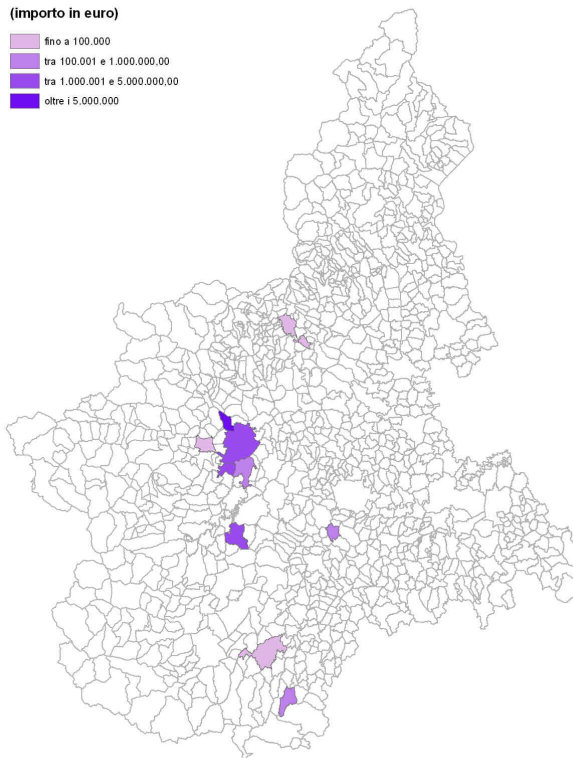 (importo in euro)
fino a 100.000
tra 100.001 e 1.000.000,00
tra 1.000.001 e 5.000.000,00
oltre i 5.000.000